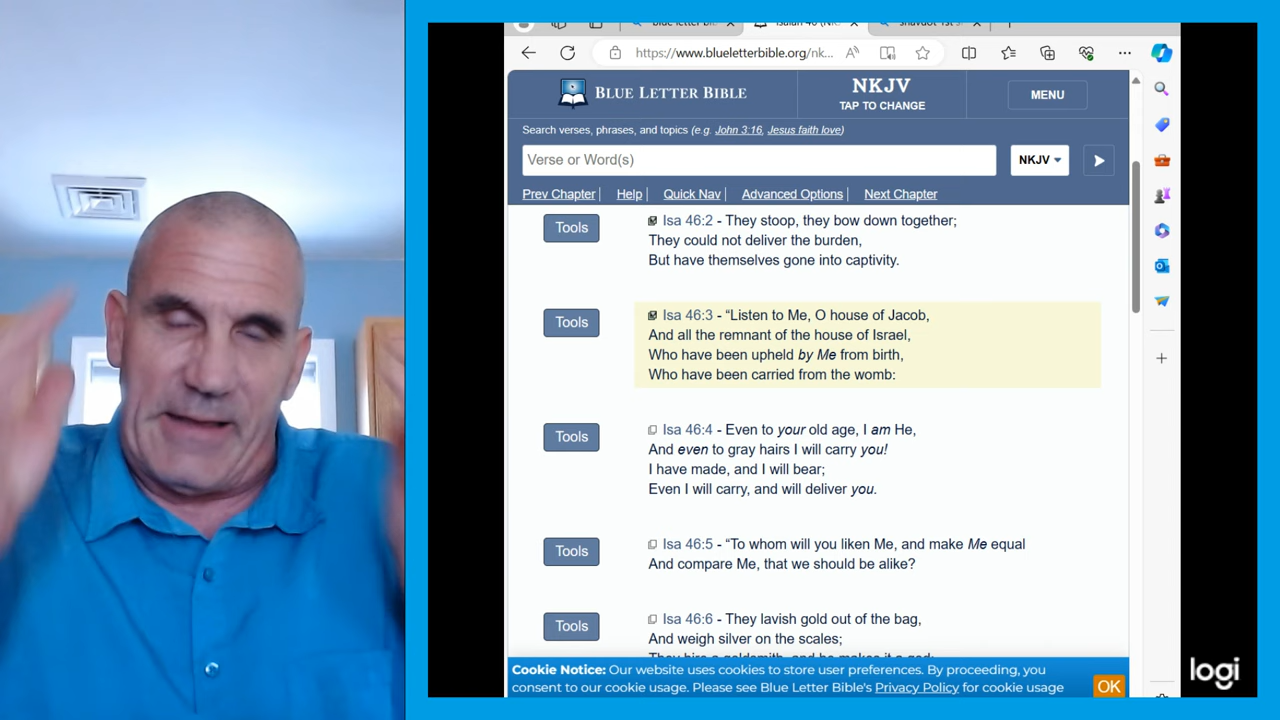 https://www.blueletterbible.org/nk...
BLUE LETTER BIBLE
NKJV
TAP TO CHANGE
MENU
Search verses, phrases, and topics (e.g. John 3:16, Jesus faith love)
Verse or Word(s)
NKJV
Prev Chapter| Help| Quick Nav| Advanced Options| Next Chapter
Tools
Isa 46:2 - They stoop, they bow down together;
They could not deliver the burden,
But have themselves gone into captivity.
Tools
Isa 46:3 - “Listen to Me, O house of Jacob,
And all the remnant of the house of Israel,
Who have been upheld by Me from birth,
Who have been carried from the womb:
Tools
Isa 46:4 - Even to your old age, I am He,
And even to gray hairs I will carry you!
I have made, and I will bear;
Even I will carry, and will deliver you.
Tools
Isa 46:5 - “To whom will you liken Me, and make Me equal
And compare Me, that we should be alike?
Tools
Isa 46:6 - They lavish gold out of the bag,
And weigh silver on the scales;
Cookie Notice: Our website uses cookies to store user preferences. By proceeding, you
consent to our cookie usage. Please see Blue Letter Bible's Privacy Policy for cookie usage
OK
logi